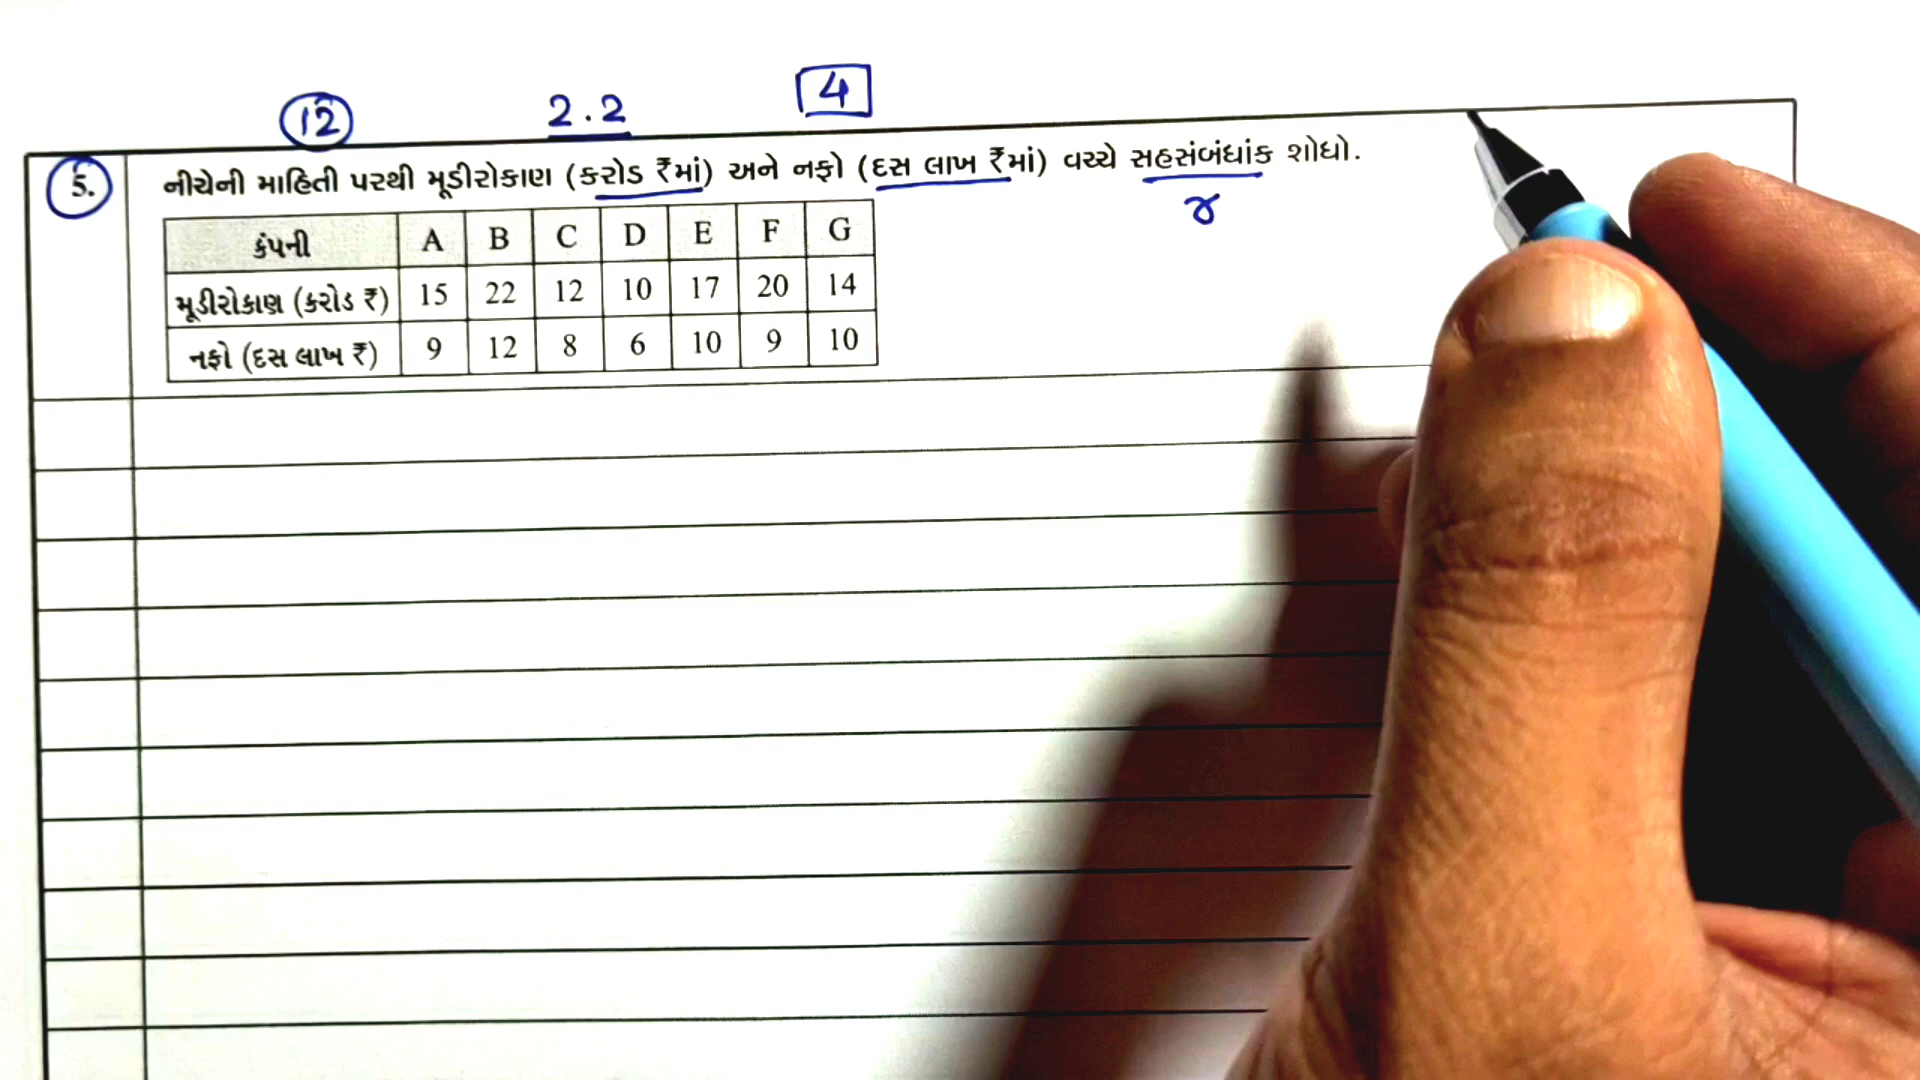 12 2.2 4
5. નીચેની માહિતી પરથી મૂડીરોકાણ (કરોડ ₹માં) અને નફો (દસ લાખ ₹માં) વચ્ચે સહસંબંધાંક શોધો.
r
કંપની A B C D E F G
મૂડીરોકાણ (કરોડ ₹) 15 22 12 10 17 20 14
નફો (દસ લાખ ₹) 9 12 8 6 10 9 10